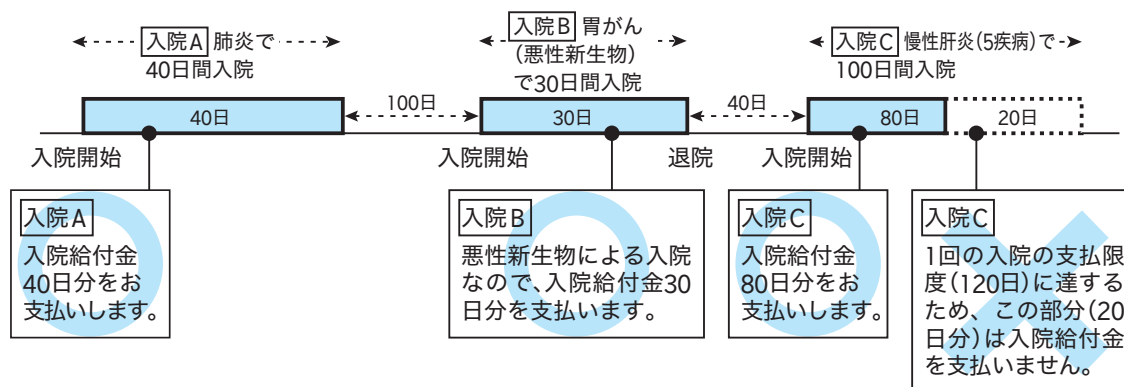 入院A 肺炎で
40日間入院
入院B 胃がん
(悪性新生物)
で30日間入院
入院C 慢性肝炎(5疾病)で
100日間入院
40日
100日
30日
40日
80日
20日
入院開始
入院開始
退院
入院開始
入院A
入院給付金
40日分をお
支払いします。
入院B
悪性新生物による入院
なので、入院給付金30
日分を支払います。
入院C
入院給付金
80日分をお
支払いします。
入院C
1回の入院の支払限
度(120日)に達する
ため、この部分(20
日分)は入院給付金
を支払いません。